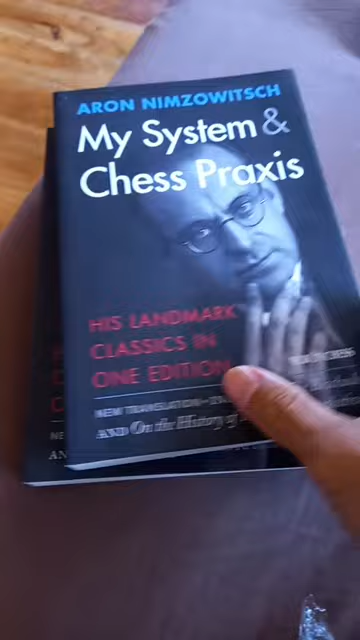 ARON NIMZOWITSCH
My System &
Chess Praxis
HIS LANDMARK
CLASSICS IN
ONE EDITION
NEW TRANSLATION
AND On the History of